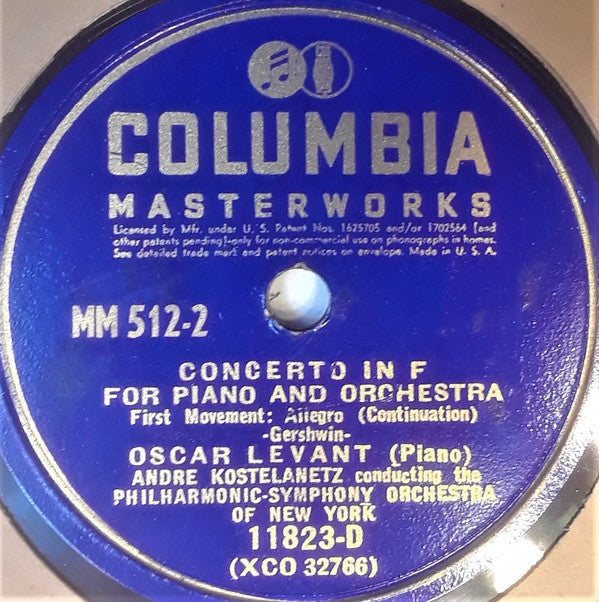 COLUMBIA
MASTERWORKS
Licensed by Mfr. under U. S. Patent Nos. 1625705 and/or 1702564 [and
other patents pending] only for non-commercial use on phonographs in homes.
See detailed trade mark and patent notices on envelope. Made in U. S. A.
MM 512-2
CONCERTO IN F
FOR PIANO AND ORCHESTRA
First Movement: Allegro (Continuation)
-Gershwin-
OSCAR LEVANT (Piano)
ANDRE KOSTELANETZ conducting the
PHILHARMONIC-SYMPHONY ORCHESTRA
OF NEW YORK
11823-D
(XCO 32766)